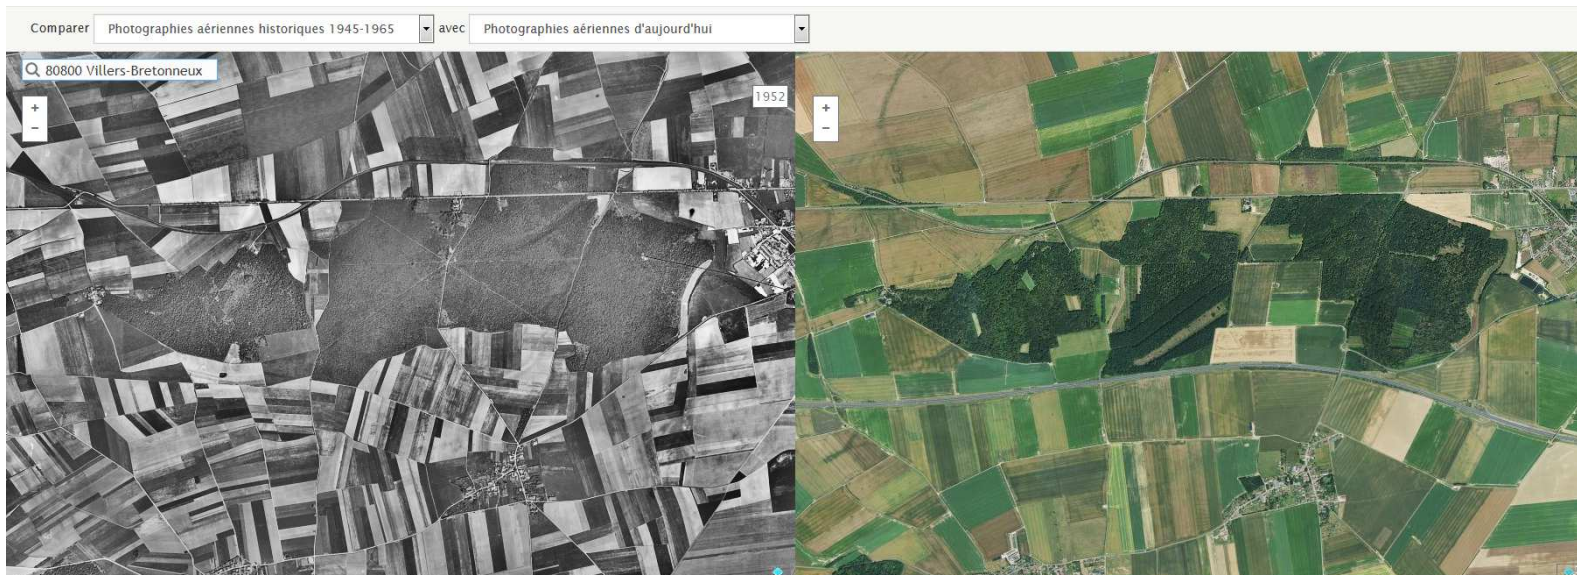 Comparer Photographies aériennes historiques 1945-1965 avec Photographies aériennes d'aujourd'hui
80800 Villers-Bretonneux
1952
+ +
- -